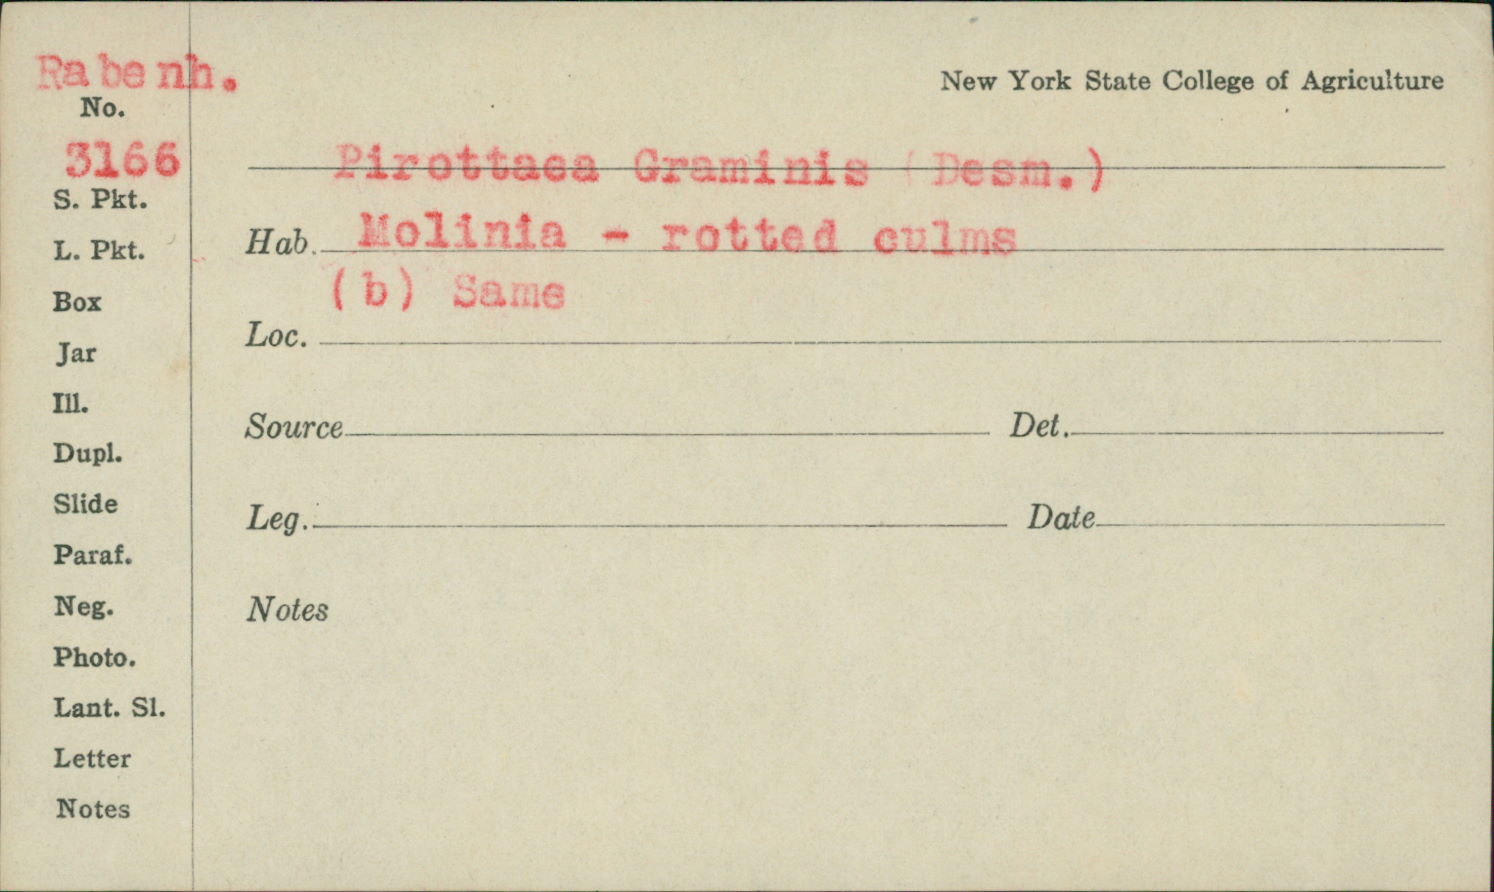 Rabenh.
New York State College of Agriculture
No.
3166
Pirottaea Graminis (Desm.)
S. Pkt.
Hab. Molinia - rotted culms
L. Pkt.
(b) Same
Box
Loc.
Jar
Ill.
Source Det.
Dupl.
Slide
Leg. Date
Paraf.
Neg.
Notes
Photo.
Lant. Sl.
Letter
Notes